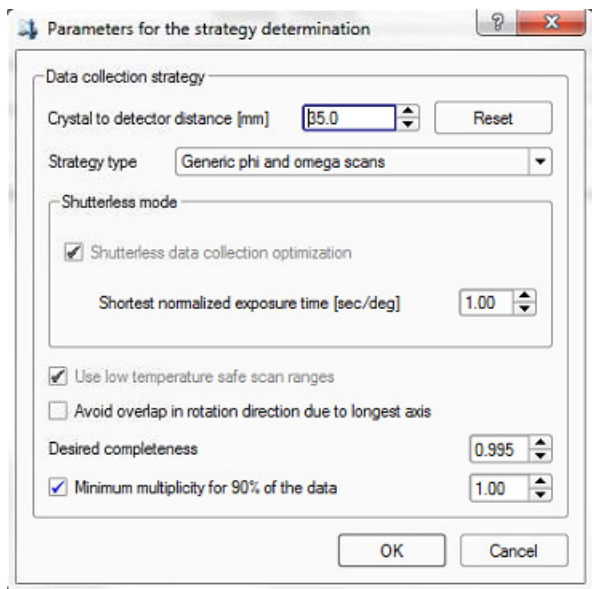 Parameters for the strategy determination
Data collection strategy
Crystal to detector distance [mm] 35.0 Reset
Strategy type Generic phi and omega scans
Shutterless mode
Shutterless data collection optimization
Shortest normalized exposure time [sec/deg] 1.00
Use low temperature safe scan ranges
Avoid overlap in rotation direction due to longest axis
Desired completeness 0.995
Minimum multiplicity for 90% of the data 1.00
OK Cancel